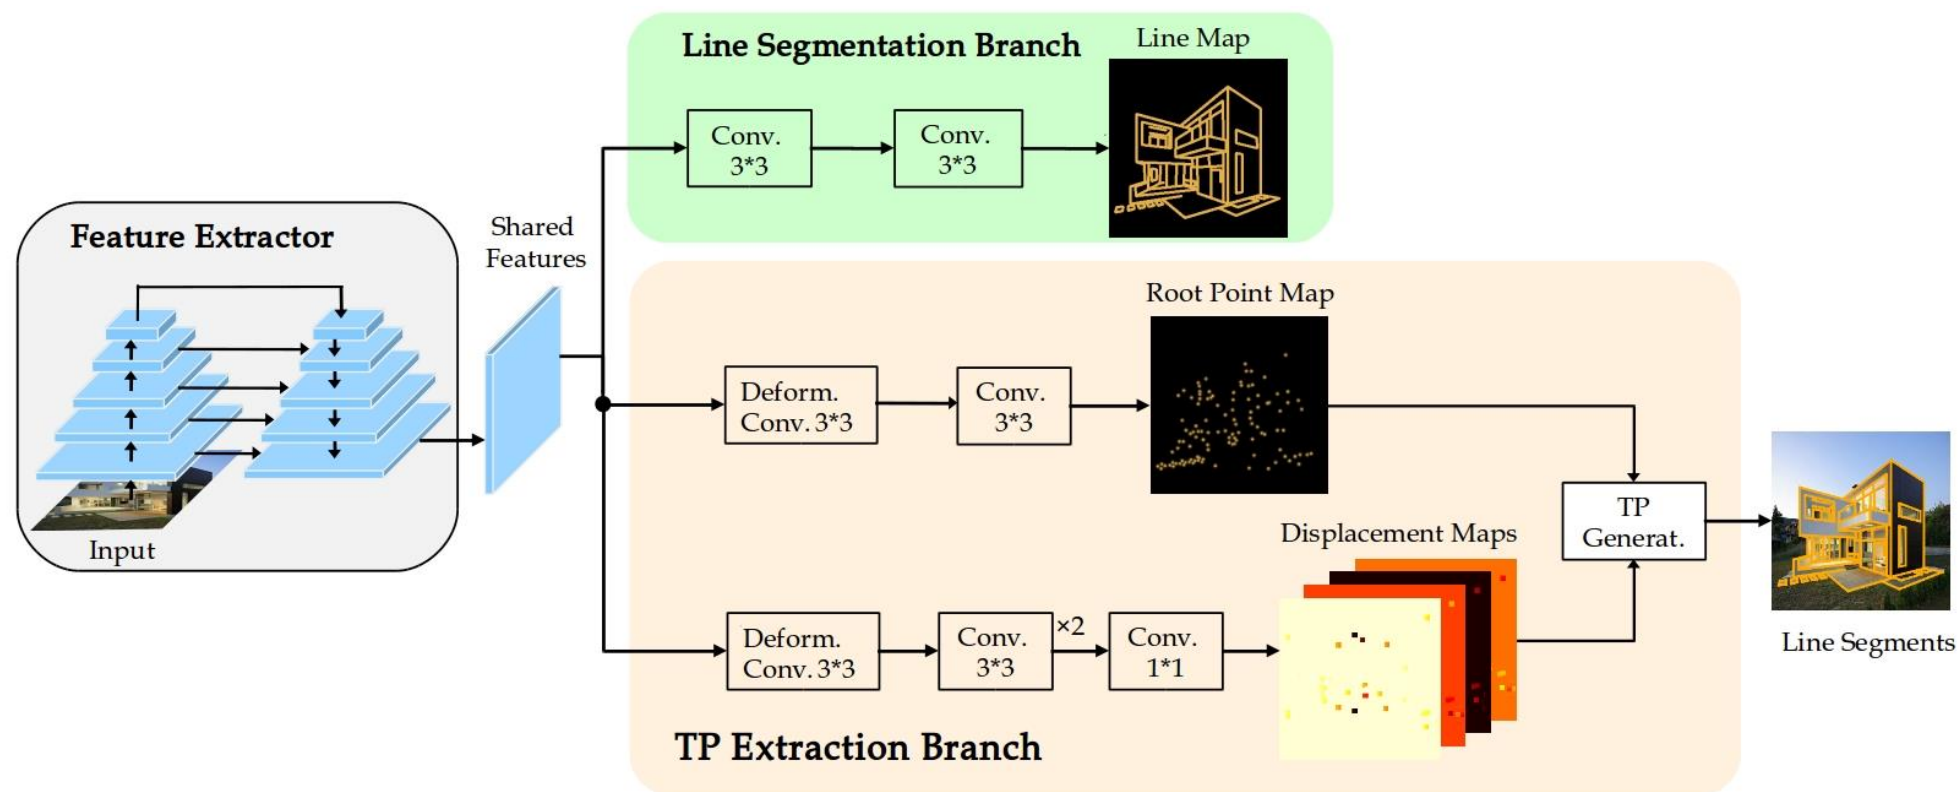 Line Segmentation Branch
Line Map
Conv.
3*3
Conv.
3*3
Feature Extractor
Input
Shared
Features
Root Point Map
Deform.
Conv. 3*3
Conv.
3*3
Displacement Maps
Deform.
Conv. 3*3
Conv.
3*3
×2
Conv.
1*1
TP
Generat.
TP Extraction Branch
Line Segments